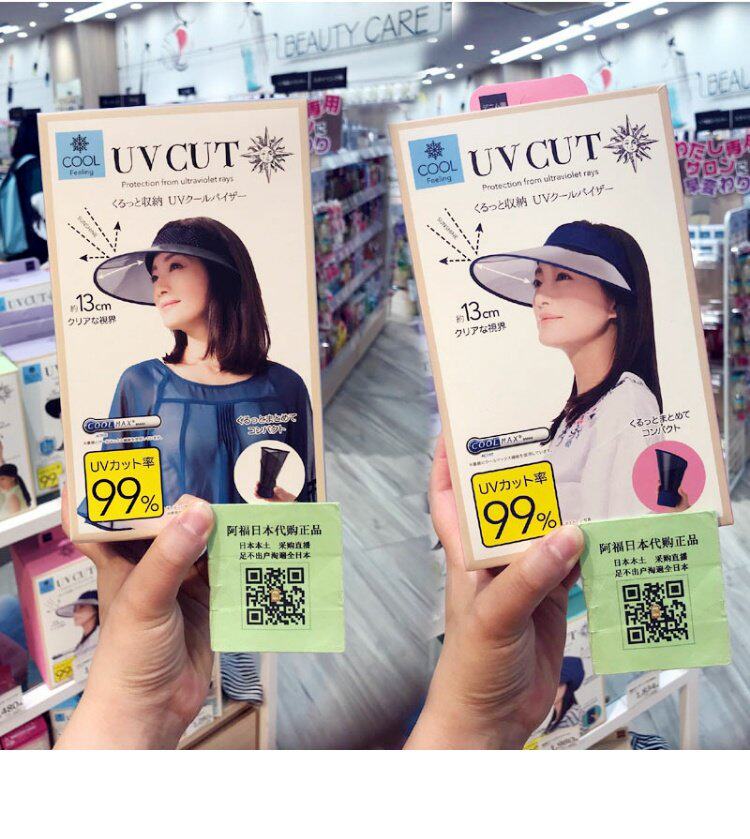 BEAUTY CARE
COOL
Feeling
UV CUT
Protection from ultraviolet rays
くるっと収納 UVクールバイザー
SUNSHINE
約13cm
クリアな視界
COOLMAX
くるっとまとめて
コンパクト
UVカット率
99%
阿福日本代购正品
日本本土 采购直播
足不出户淘遍全日本
UV CUT
BEAUTY
COOL
Feeling
UV CUT
Protection from ultraviolet rays
くるっと収納 UVクールバイザー
SUNSHINE
約13cm
クリアな視界
COOLMAX
くるっとまとめて
コンパクト
UVカット率
99%
阿福日本代购正品
日本本土 采购直播
足不出户淘遍全日本